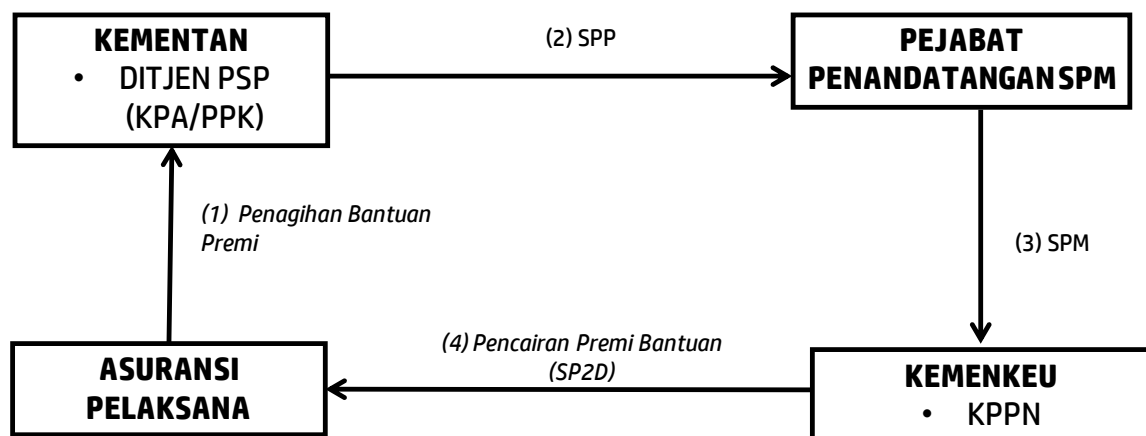 KEMENTAN
• DITJEN PSP
(KPA/PPK)
(2) SPP
PEJABAT
PENANDATANGAN SPM
(1) Penagihan Bantuan
Premi
(3) SPM
ASURANSI
PELAKSANA
(4) Pencairan Premi Bantuan
(SP2D)
KEMENKEU
• KPPN